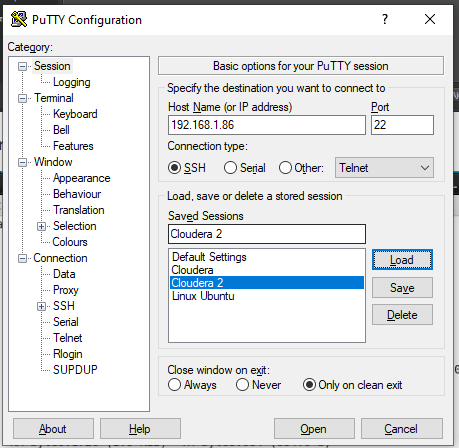 PuTTY Configuration
Category:
Session
Logging
Terminal
Keyboard
Bell
Features
Window
Appearance
Behaviour
Translation
Selection
Colours
Connection
Data
Proxy
SSH
Serial
Telnet
Rlogin
SUPDUP
Basic options for your PuTTY session
Specify the destination you want to connect to
Host Name (or IP address) Port
192.168.1.86 22
Connection type:
SSH Serial Other: Telnet
Load, save or delete a stored session
Saved Sessions
Cloudera 2
Default Settings
Cloudera
Cloudera 2
Linux Ubuntu
Load
Save
Delete
Close window on exit:
Always Never Only on clean exit
About Help Open Cancel